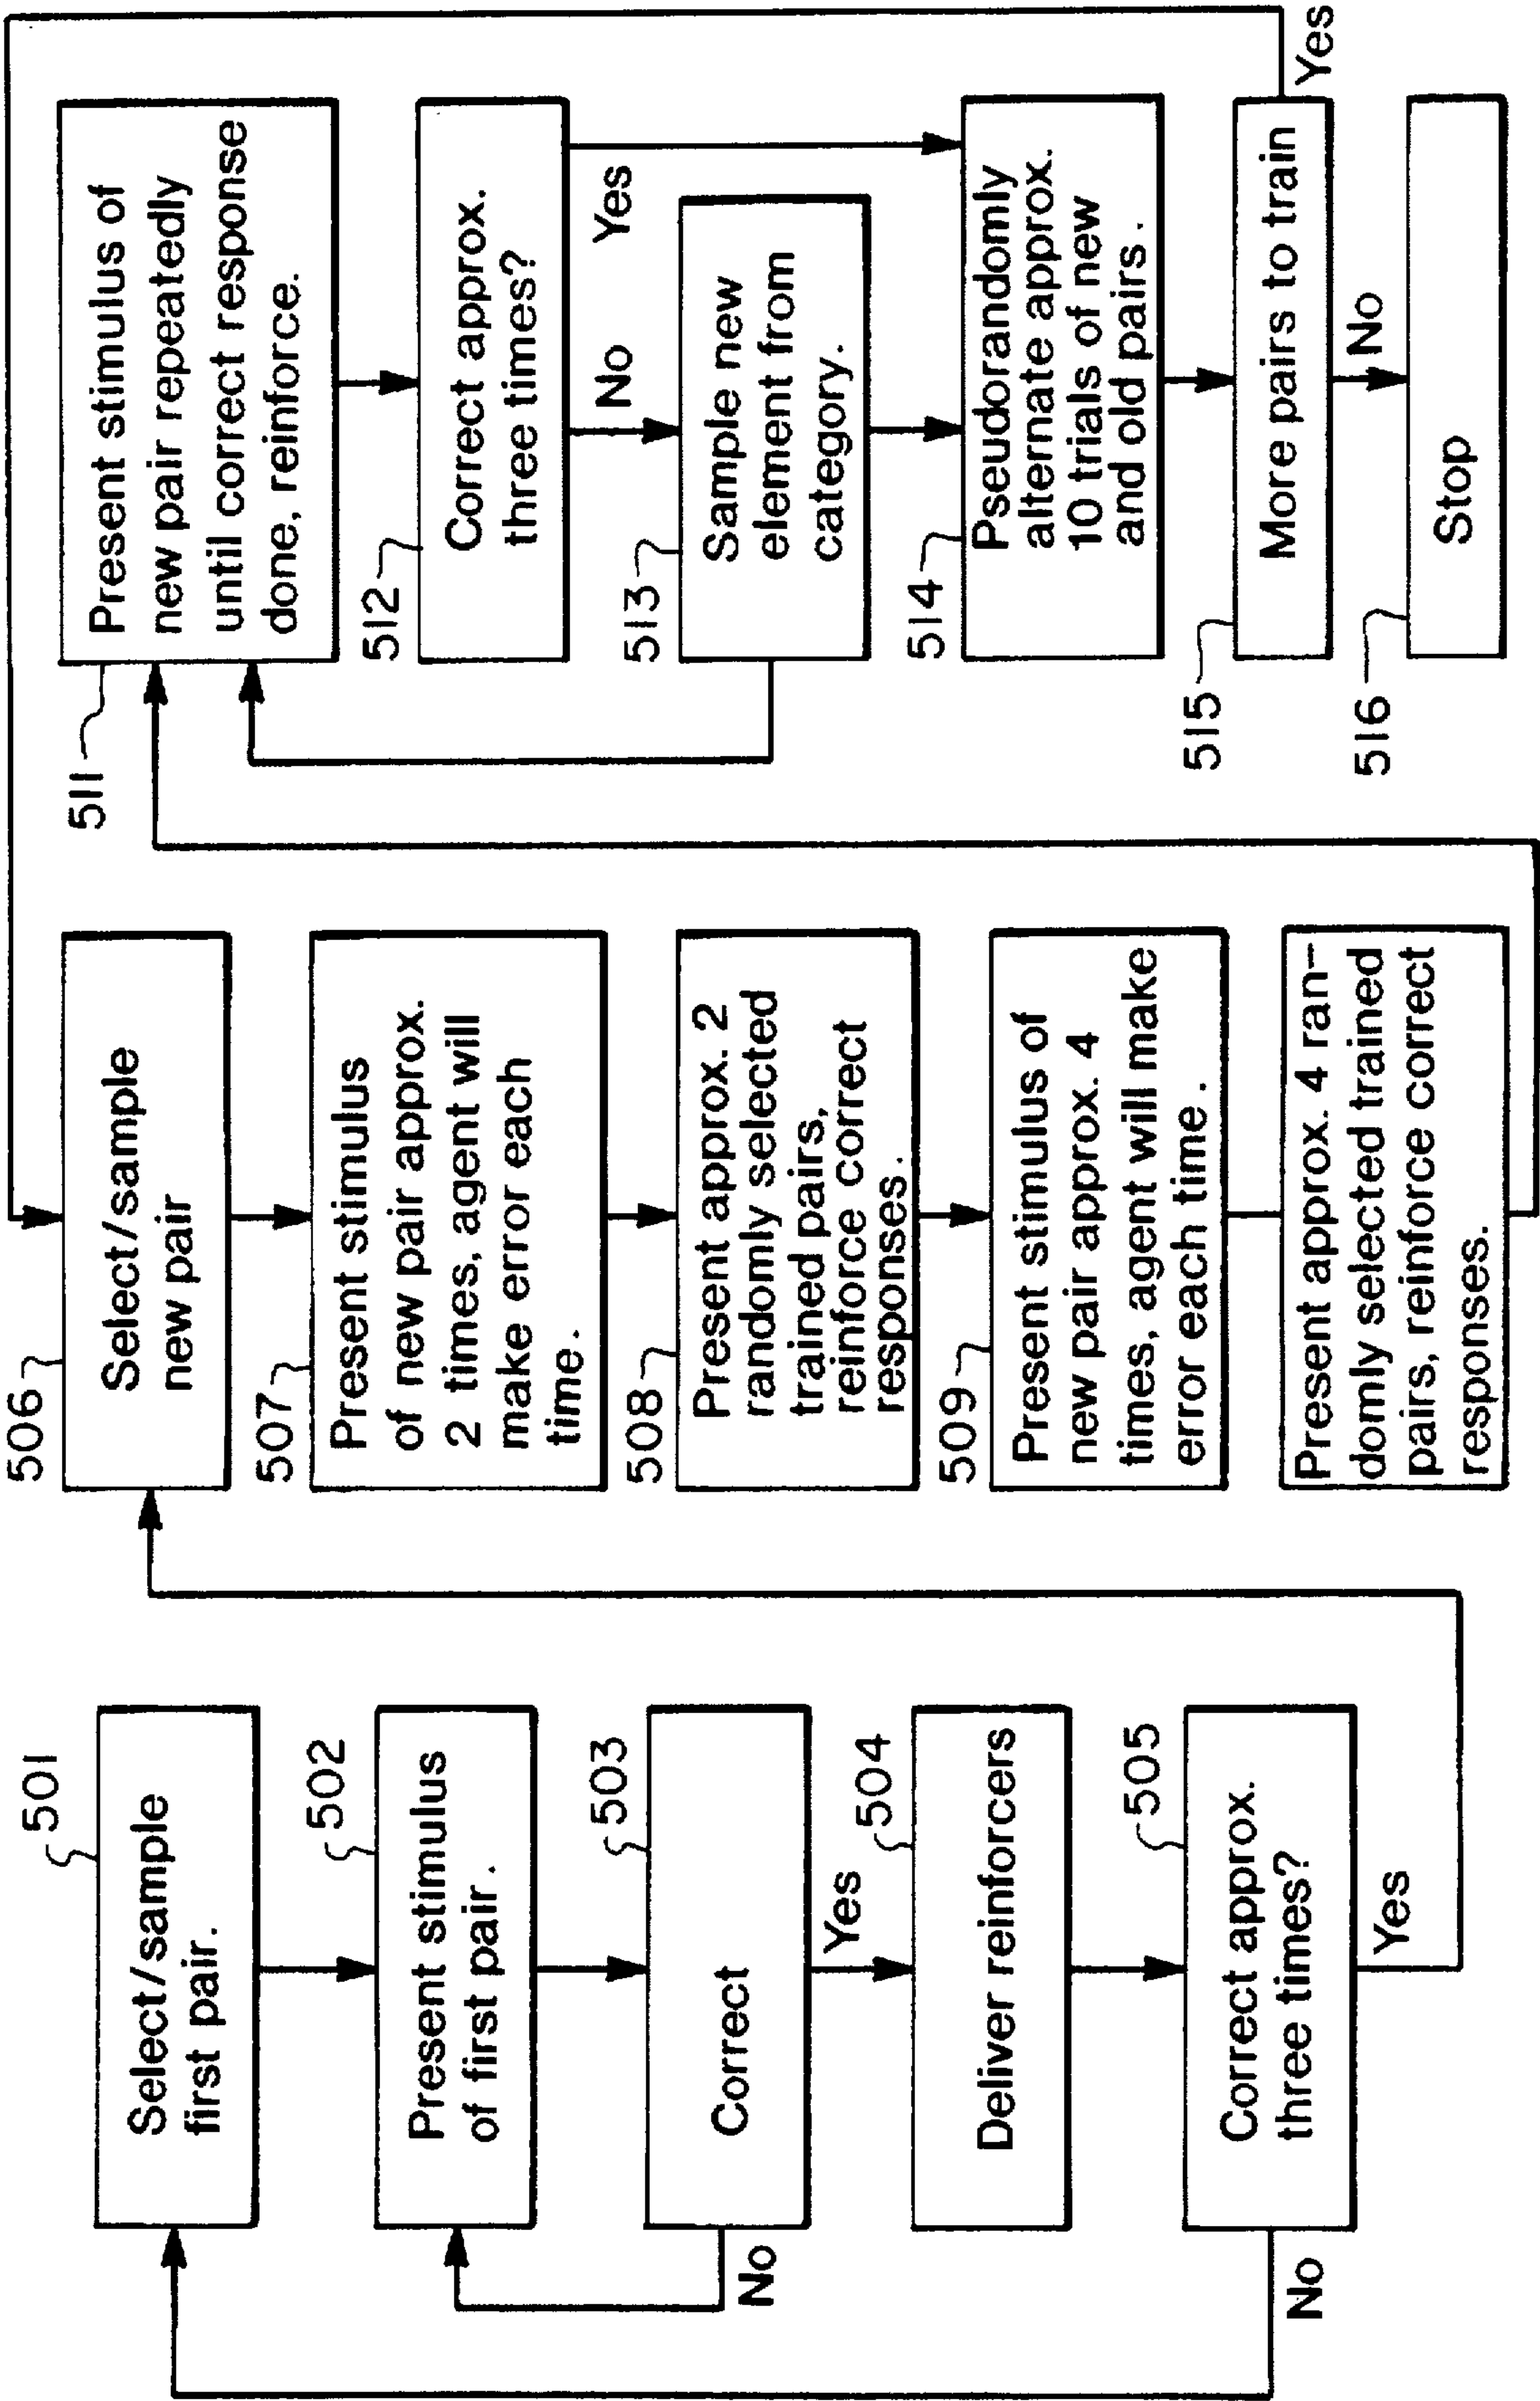 501
Select/sample
first pair.
502
Present stimulus
of first pair.
503
Correct
No
Yes
504
Deliver reinforcers
505
Correct approx.
three times?
No
Yes
506
Select/sample
new pair
507
Present stimulus
of new pair approx.
2 times, agent will
make error each
time.
508
Present approx. 2
randomly selected
trained pairs,
reinforce correct
responses.
509
Present stimulus of
new pair approx. 4
times, agent will make
error each time.
Present approx. 4 ran-
domly selected trained
pairs, reinforce correct
responses.
511
Present stimulus of
new pair repeatedly
until correct response
done, reinforce.
512
Correct approx.
three times?
No
Yes
513
Sample new
element from
category.
514
Pseudorandomly
alternate approx.
10 trials of new
and old pairs.
515
More pairs to train
Yes
No
516
Stop